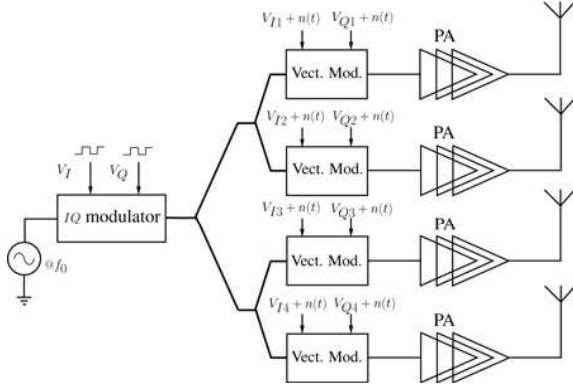 V_{I1} + n(t) V_{Q1} + n(t)
Vect. Mod.
PA
V_{I2} + n(t) V_{Q2} + n(t)
Vect. Mod.
PA
V_I V_Q
IQ modulator
@f_0
V_{I3} + n(t) V_{Q3} + n(t)
Vect. Mod.
PA
V_{I4} + n(t) V_{Q4} + n(t)
Vect. Mod.
PA